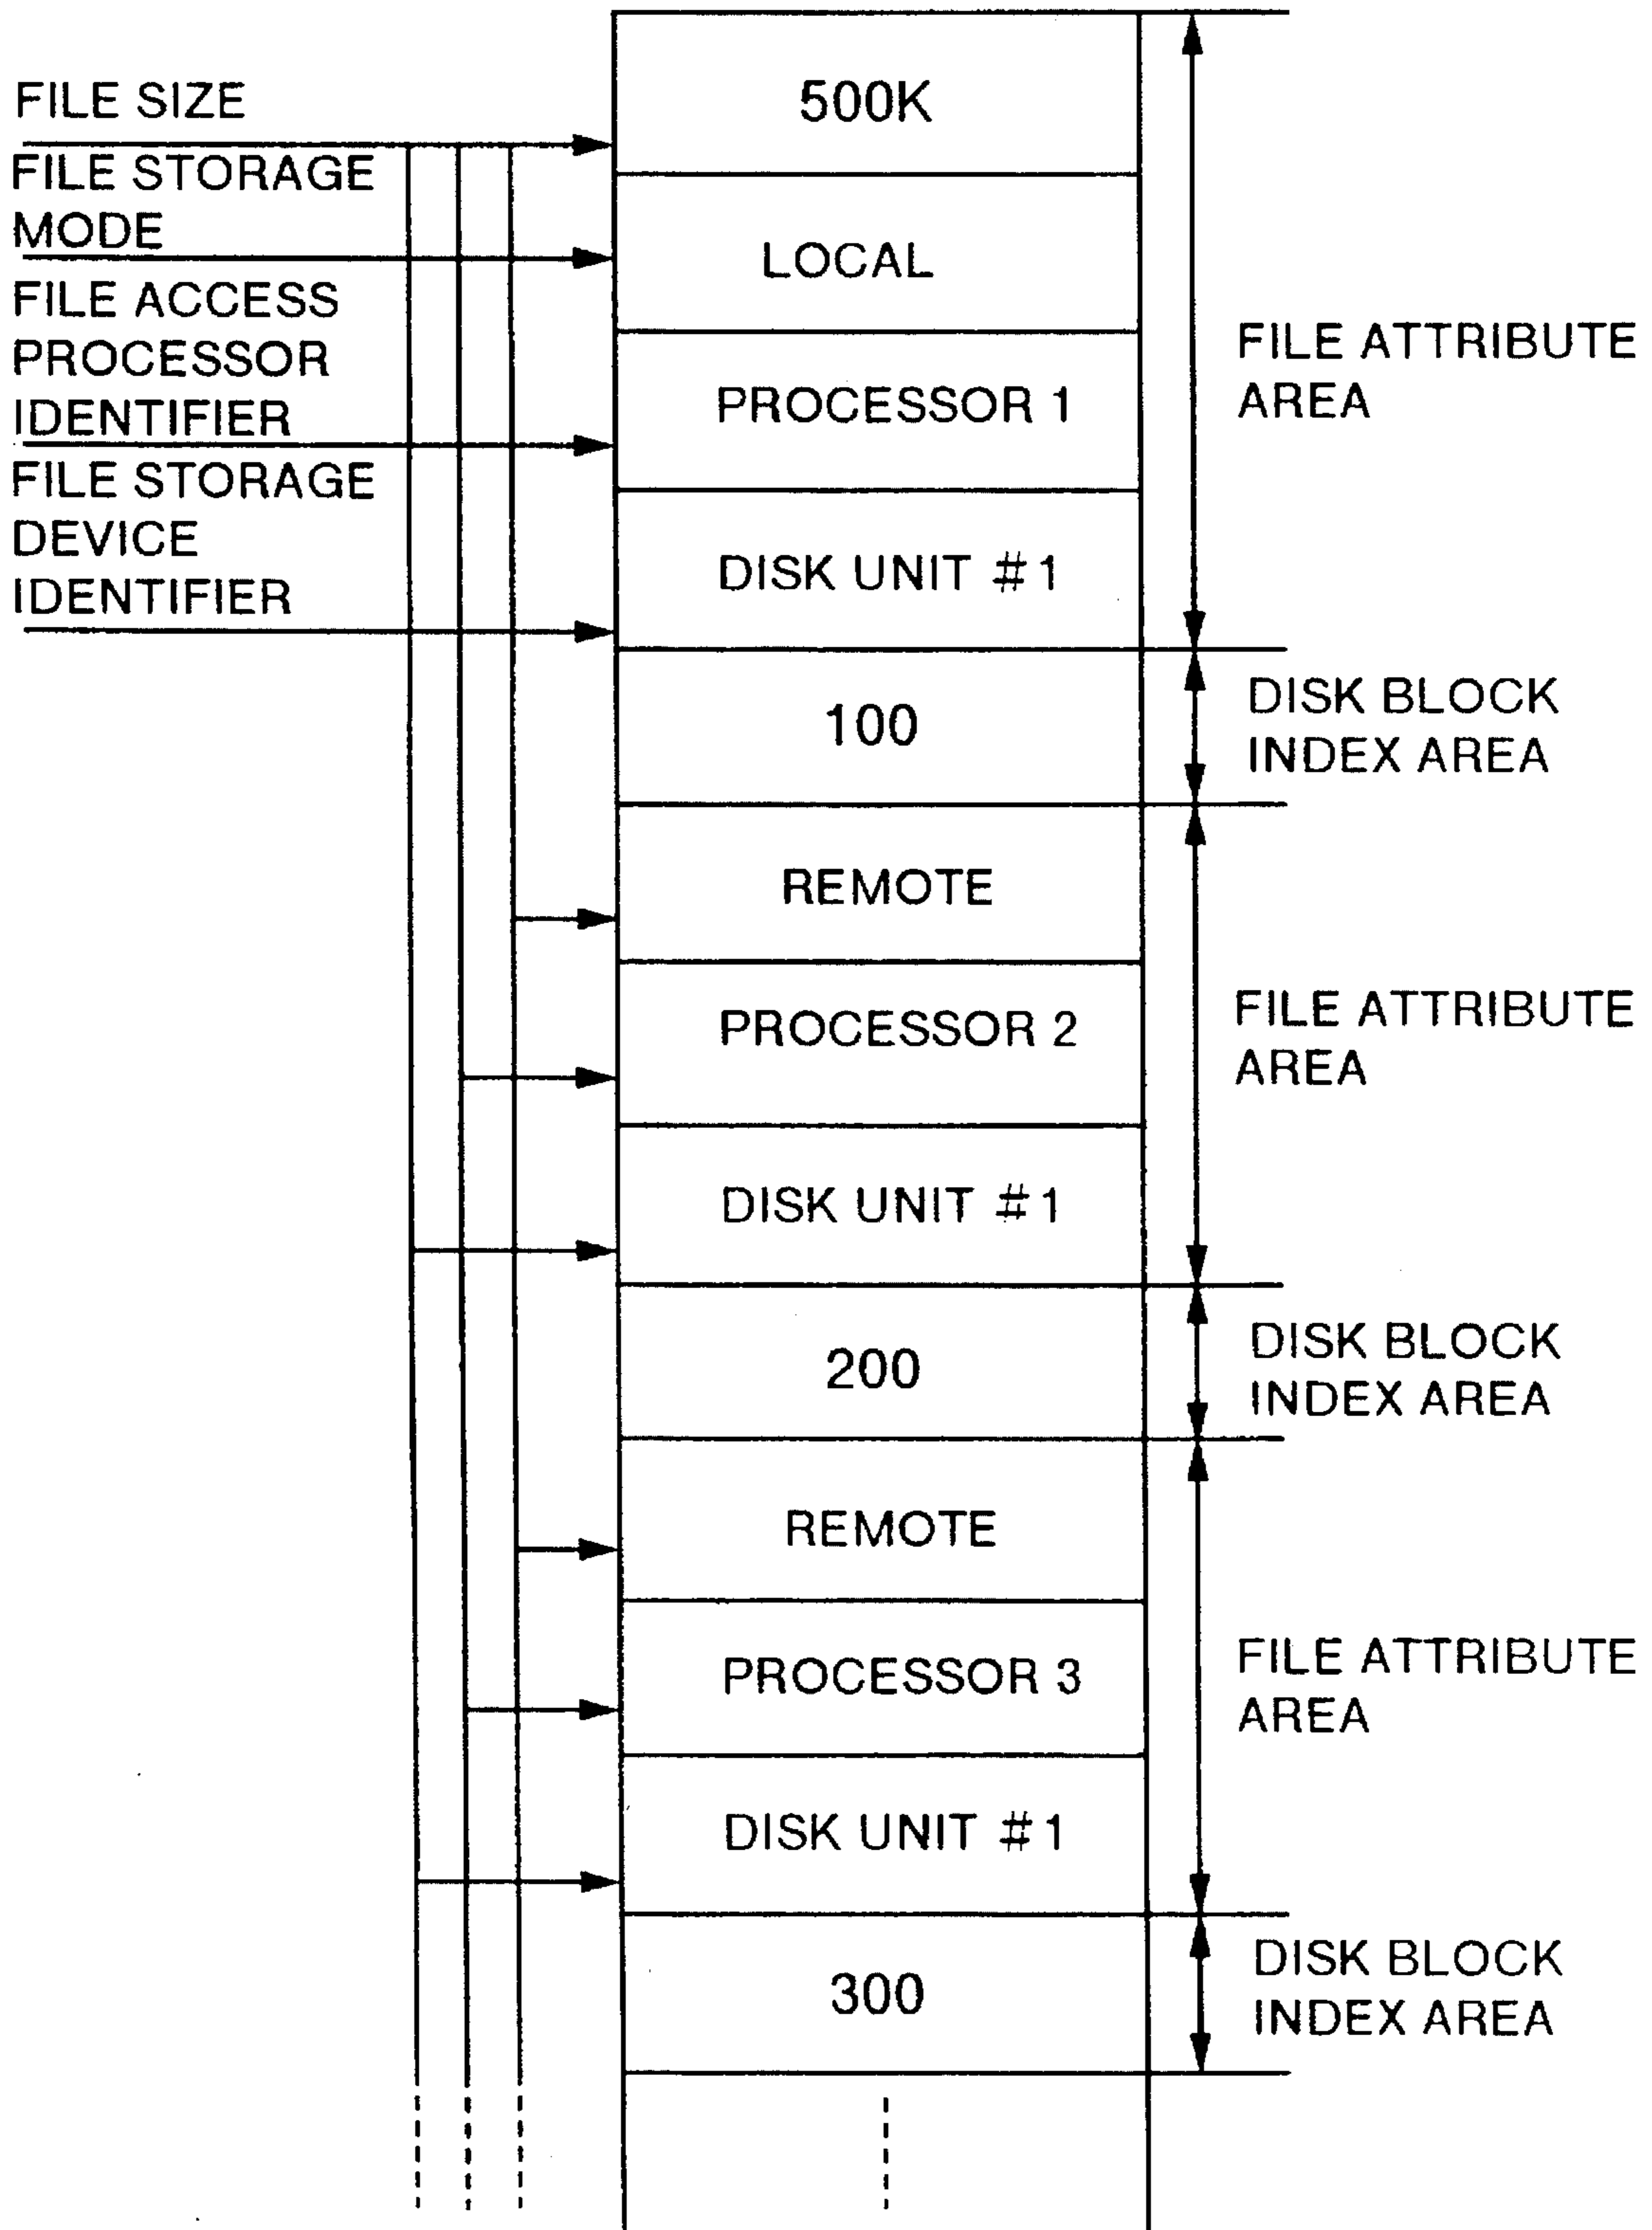 FILE SIZE
FILE STORAGE
MODE
FILE ACCESS
PROCESSOR
IDENTIFIER
FILE STORAGE
DEVICE
IDENTIFIER
500K
LOCAL
PROCESSOR 1
DISK UNIT #1
100
REMOTE
PROCESSOR 2
DISK UNIT #1
200
REMOTE
PROCESSOR 3
DISK UNIT #1
300
FILE ATTRIBUTE
AREA
DISK BLOCK
INDEX AREA
FILE ATTRIBUTE
AREA
DISK BLOCK
INDEX AREA
FILE ATTRIBUTE
AREA
DISK BLOCK
INDEX AREA